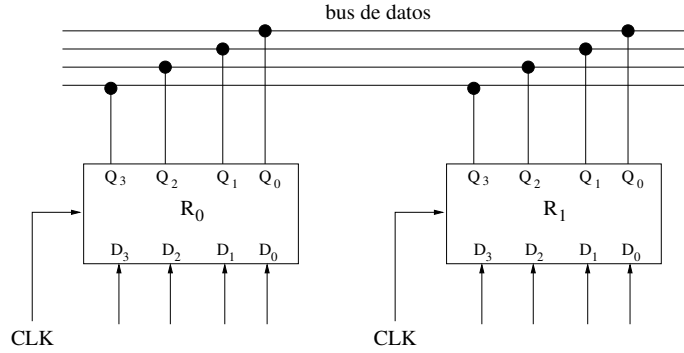 bus de datos
Q3 Q2 Q1 Q0
R0
D3 D2 D1 D0
CLK
Q3 Q2 Q1 Q0
R1
D3 D2 D1 D0
CLK